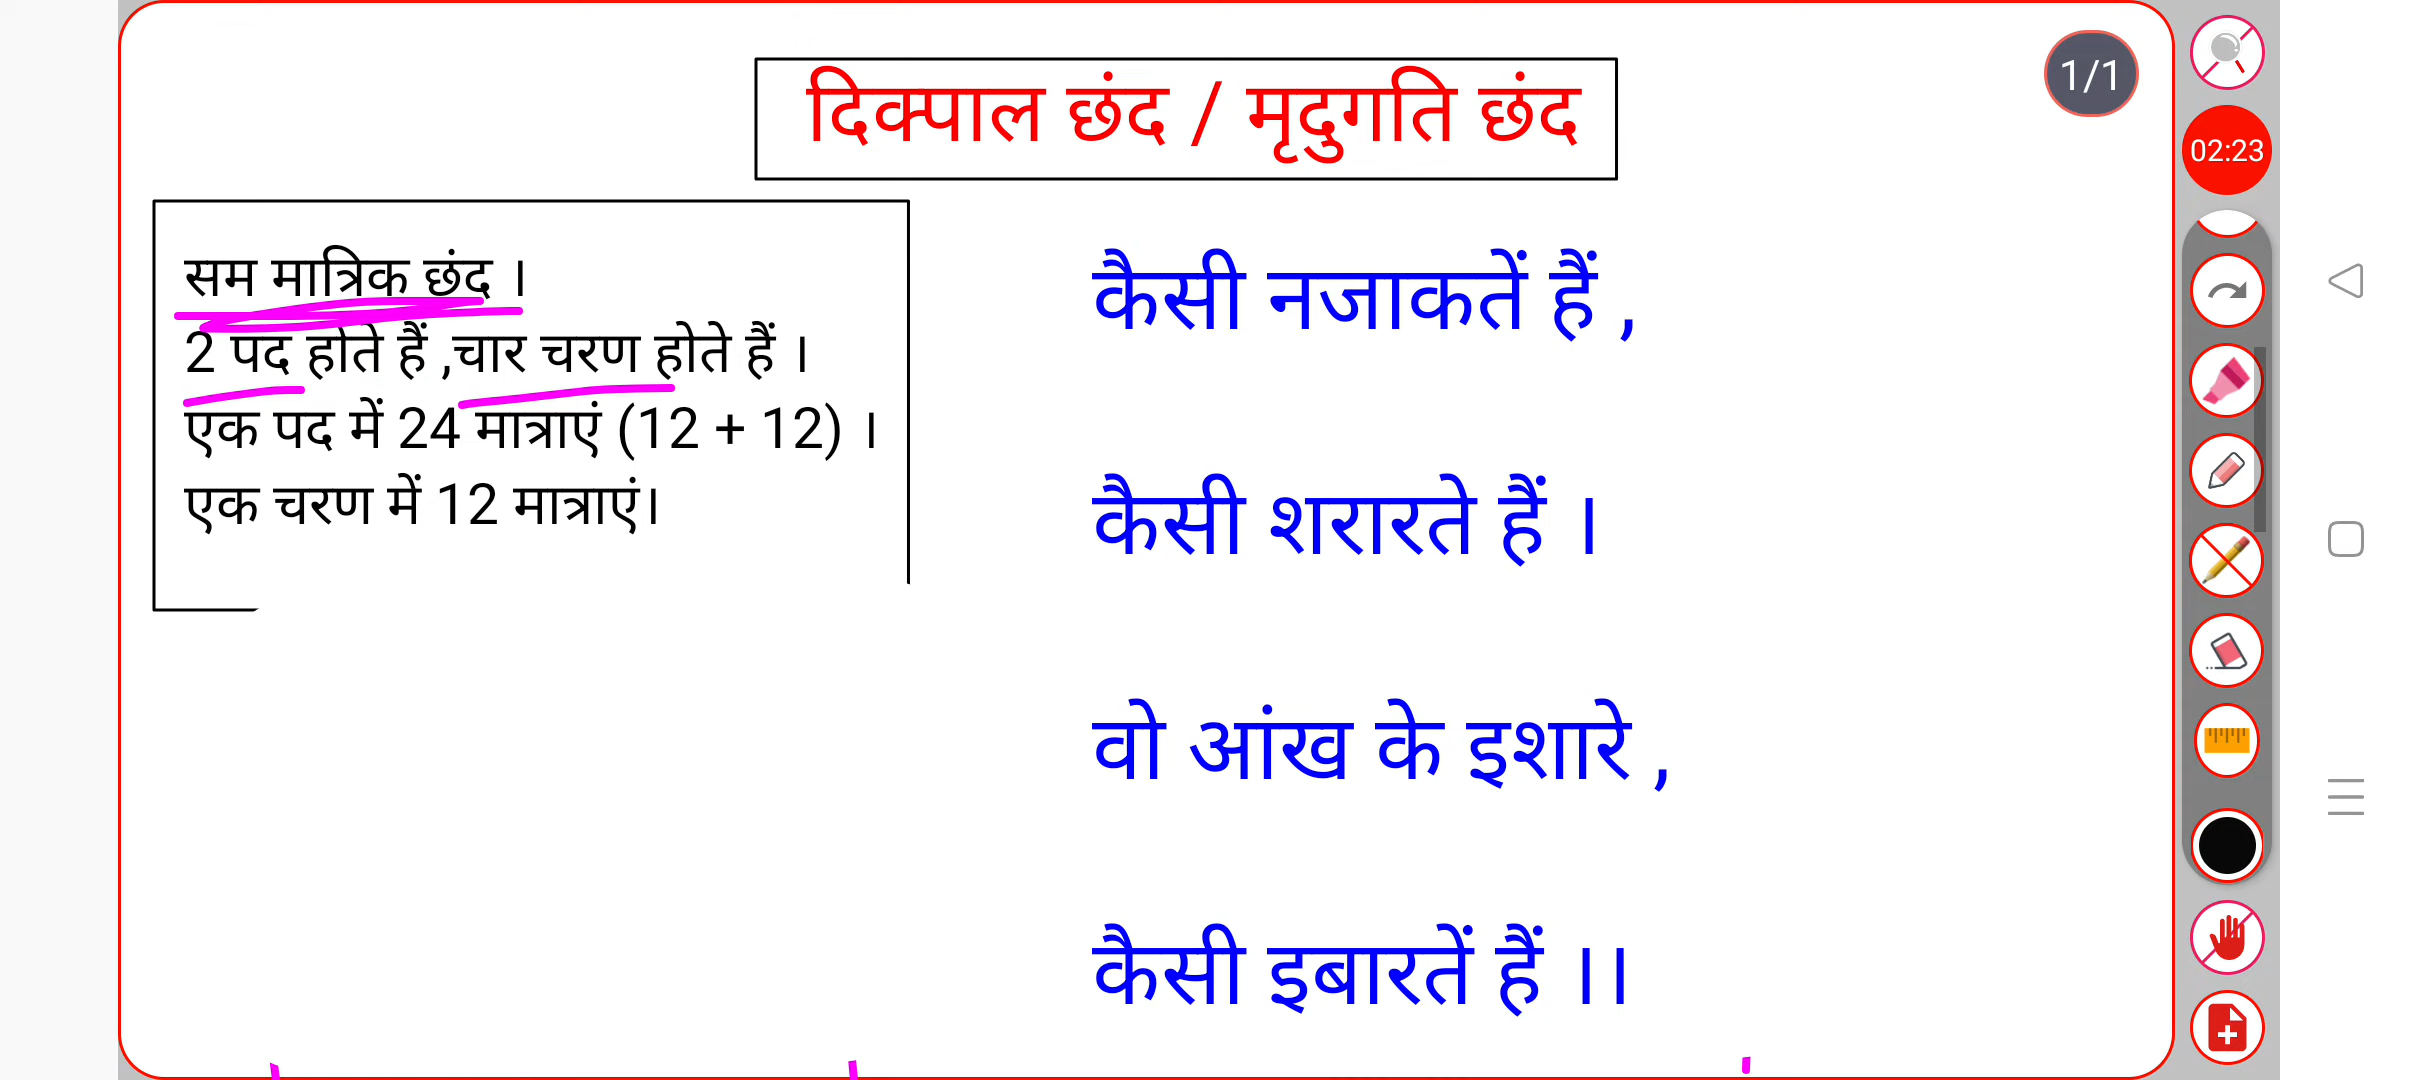 दिक्पाल छंद / मृदुगति छंद
1/1
02:23
सम मात्रिक छंद ।
2 पद होते हैं ,चार चरण होते हैं ।
एक पद में 24 मात्राएं (12 + 12) ।
एक चरण में 12 मात्राएं।
कैसी नजाकतें हैं ,
कैसी शरारते हैं ।
वो आंख के इशारे ,
कैसी इबारतें हैं ।।